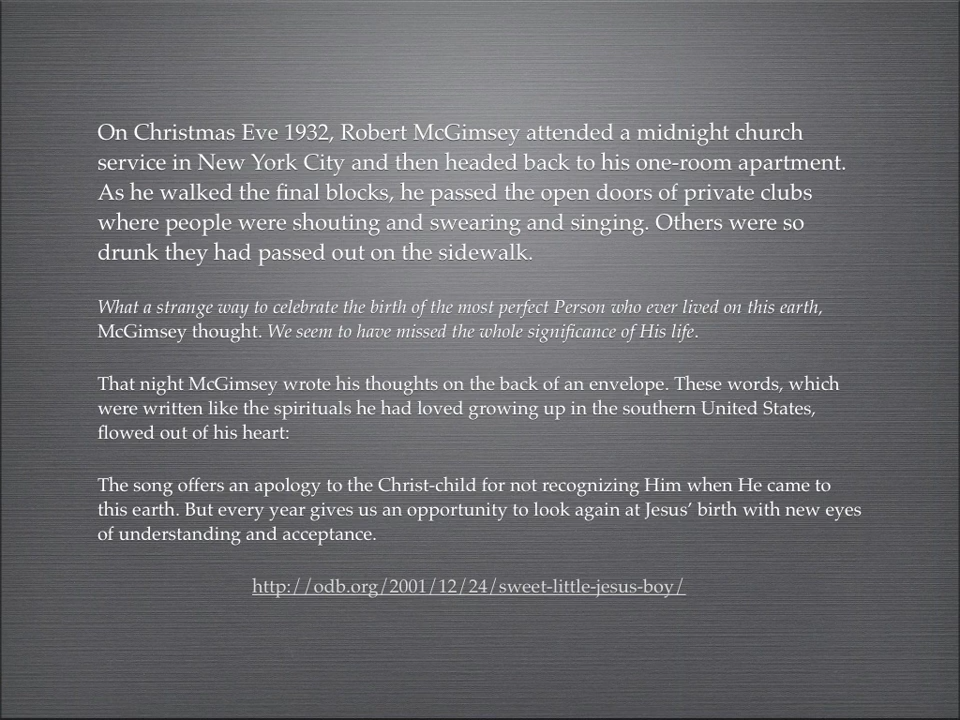 On Christmas Eve 1932, Robert McGimsey attended a midnight church
service in New York City and then headed back to his one-room apartment.
As he walked the final blocks, he passed the open doors of private clubs
where people were shouting and swearing and singing. Others were so
drunk they had passed out on the sidewalk.
What a strange way to celebrate the birth of the most perfect Person who ever lived on this earth,
McGimsey thought. We seem to have missed the whole significance of His life.
That night McGimsey wrote his thoughts on the back of an envelope. These words, which
were written like the spirituals he had loved growing up in the southern United States,
flowed out of his heart:
The song offers an apology to the Christ-child for not recognizing Him when He came to
this earth. But every year gives us an opportunity to look again at Jesus’ birth with new eyes
of understanding and acceptance.
http://odb.org/2001/12/24/sweet-little-jesus-boy/